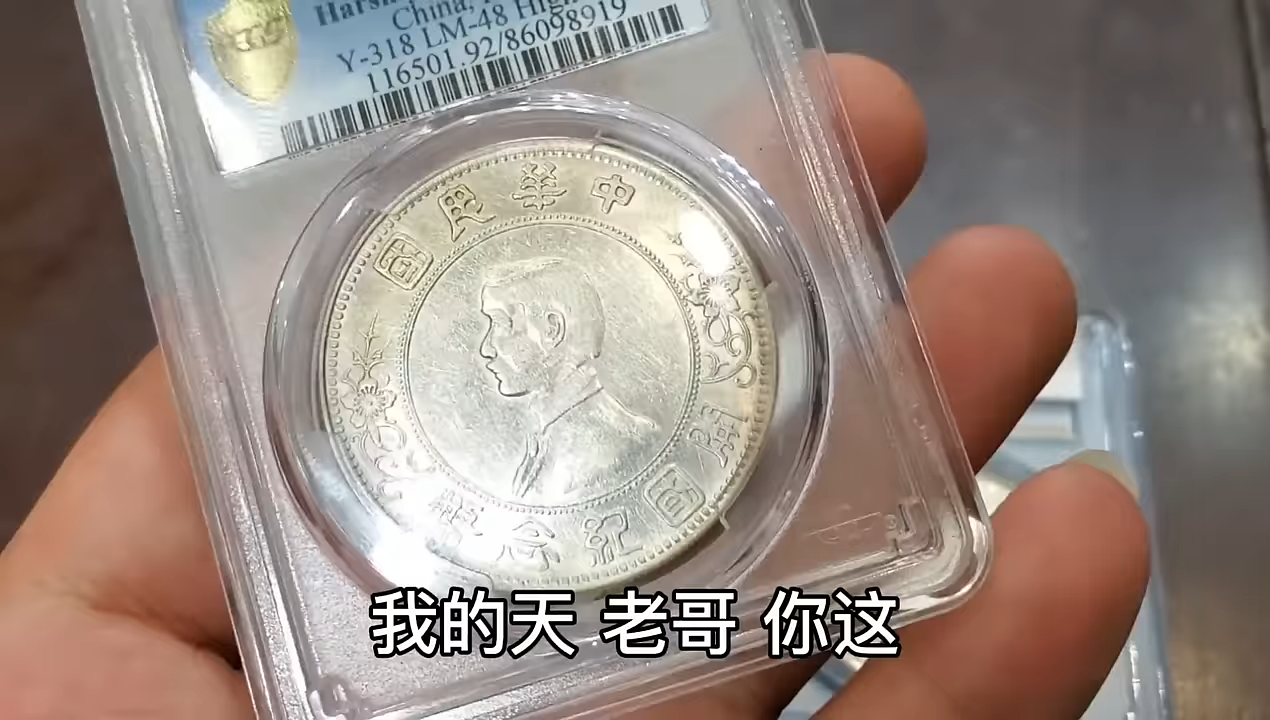 China,
Y-318 LM-48 High
116501.92/86098919
中華民國
開國紀念幣
我的天 老哥 你这